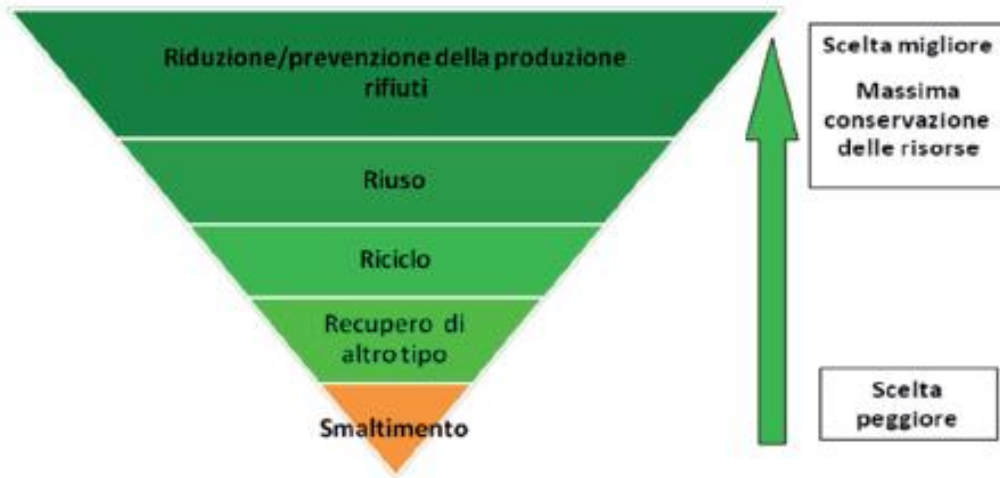 Riduzione/prevenzione della produzione
rifiuti
Riuso
Riciclo
Recupero di
altro tipo
Smaltimento
Scelta migliore
Massima
conservazione
delle risorse
Scelta
peggiore